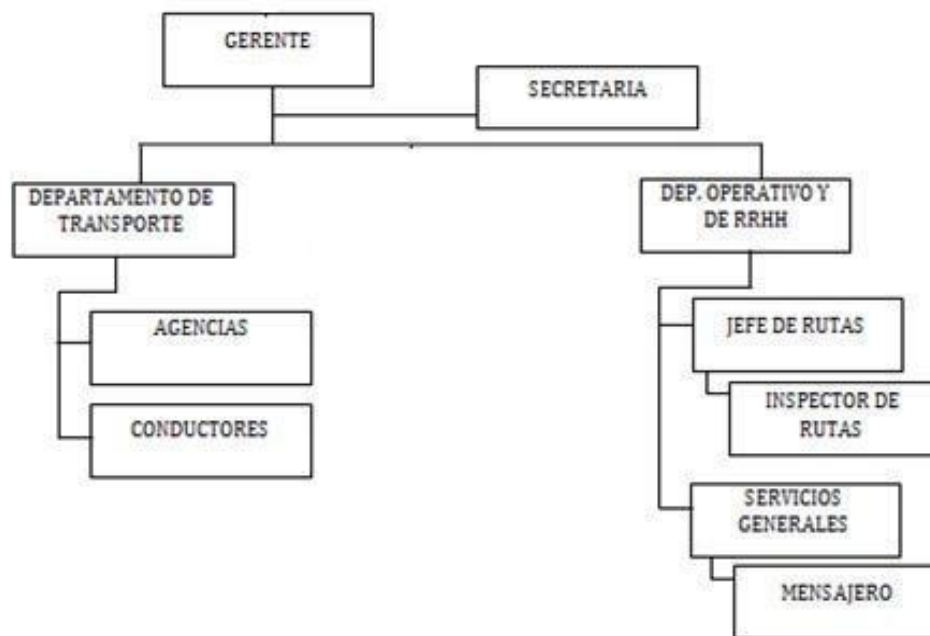 GERENTE
SECRETARIA
DEPARTAMENTO DE
TRANSPORTE
DEP. OPERATIVO Y
DE RRHH
AGENCIAS
CONDUCTORES
JEFE DE RUTAS
INSPECTOR DE
RUTAS
SERVICIOS
GENERALES
MENSAJERO